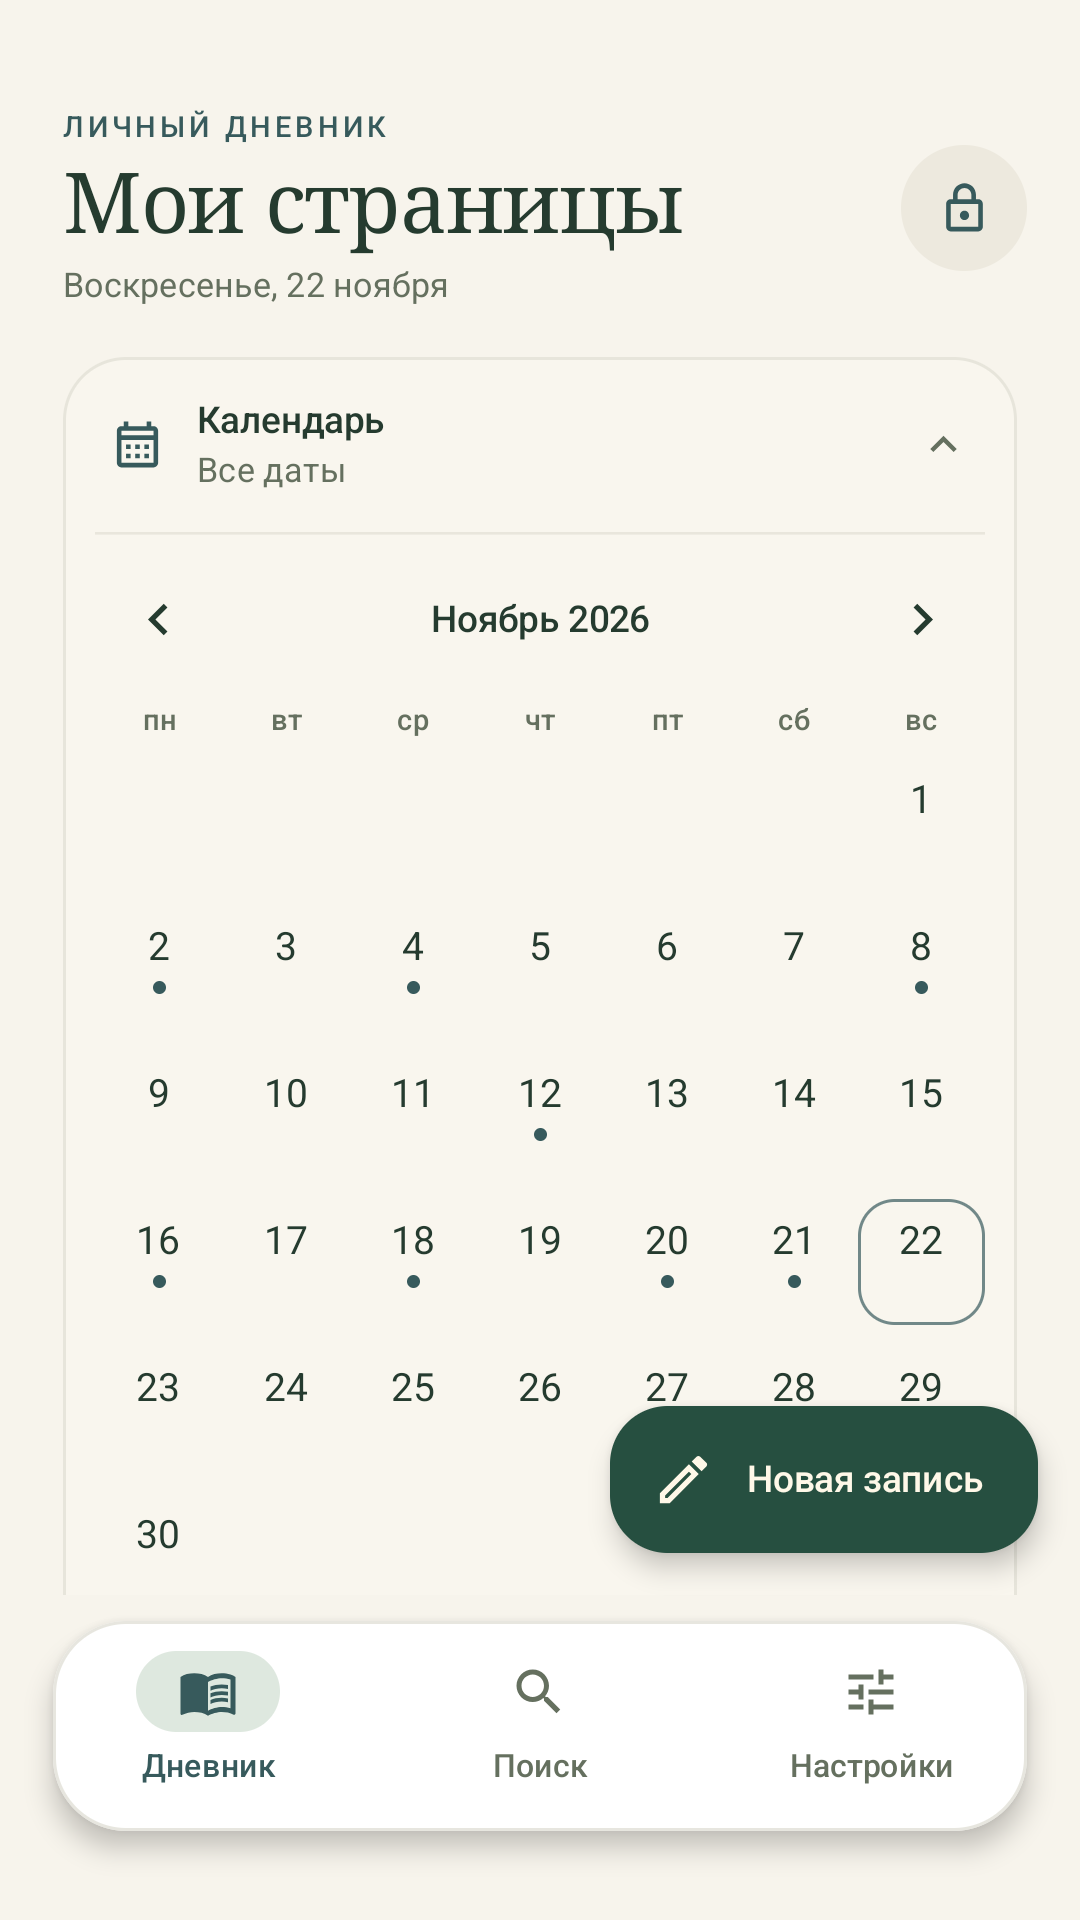 ЛИЧНЫЙ ДНЕВНИК
Мои страницы
Воскресенье, 22 ноября
Календарь
Все даты
Ноябрь 2026
пн вт ср чт пт сб вс
1
2 3 4 5 6 7 8
9 10 11 12 13 14 15
16 17 18 19 20 21 22
23 24 25 26 27 28 29
30
Новая запись
Дневник Поиск Настройки